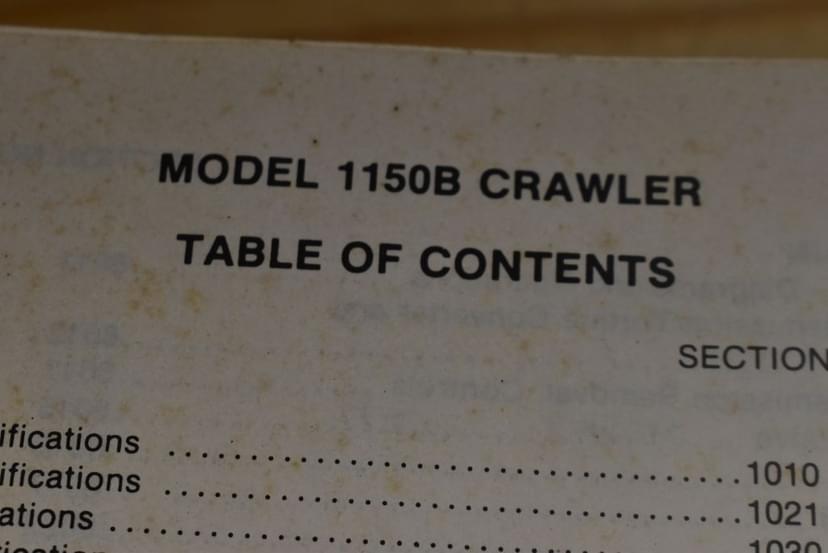 MODEL 1150B CRAWLER
TABLE OF CONTENTS
SECTION
ifications ........................................ 1010
ifications ........................................ 1021
ations ............................................